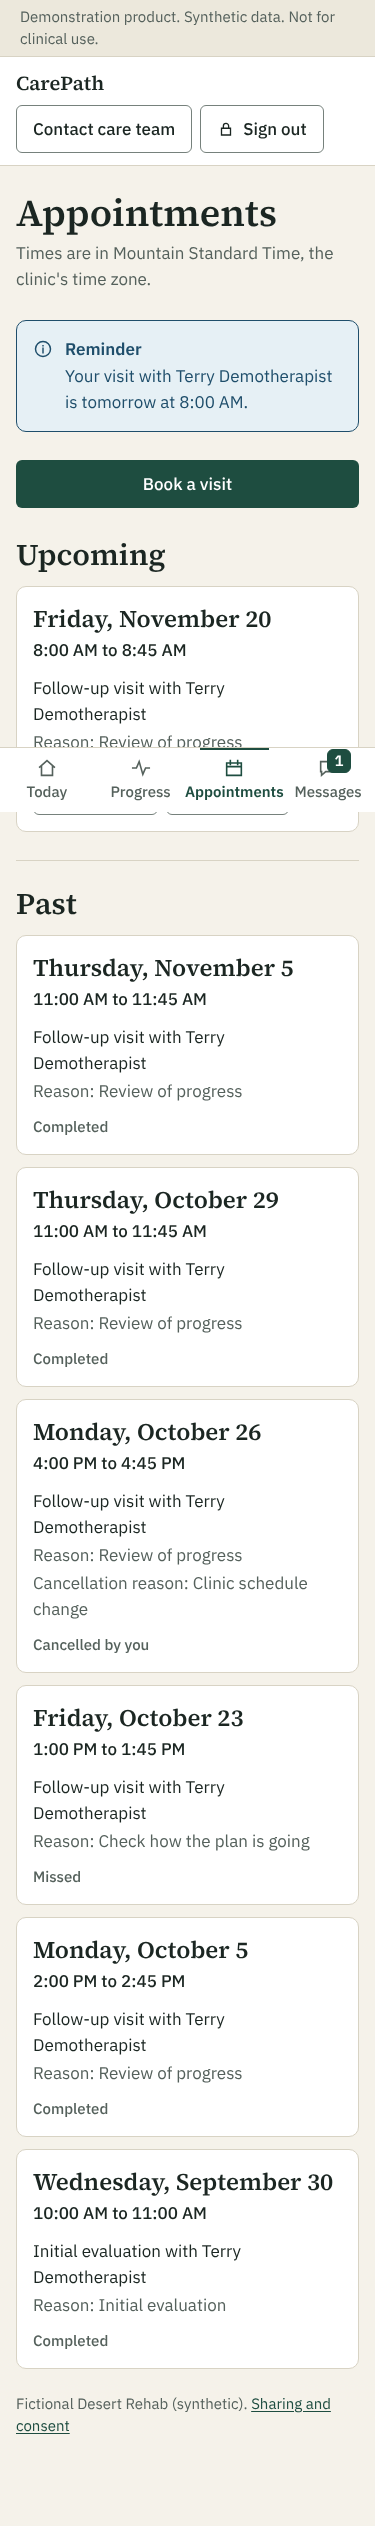 Demonstration product. Synthetic data. Not for
clinical use.
CarePath
Contact care team
Sign out
Appointments
Times are in Mountain Standard Time, the
clinic's time zone.
Reminder
Your visit with Terry Demotherapist
is tomorrow at 8:00 AM.
Book a visit
Upcoming
Friday, November 20
8:00 AM to 8:45 AM
Follow-up visit with Terry
Demotherapist
Reason: Review of progress
1
Today
Progress
Appointments
Messages
Past
Thursday, November 5
11:00 AM to 11:45 AM
Follow-up visit with Terry
Demotherapist
Reason: Review of progress
Completed
Thursday, October 29
11:00 AM to 11:45 AM
Follow-up visit with Terry
Demotherapist
Reason: Review of progress
Completed
Monday, October 26
4:00 PM to 4:45 PM
Follow-up visit with Terry
Demotherapist
Reason: Review of progress
Cancellation reason: Clinic schedule
change
Cancelled by you
Friday, October 23
1:00 PM to 1:45 PM
Follow-up visit with Terry
Demotherapist
Reason: Check how the plan is going
Missed
Monday, October 5
2:00 PM to 2:45 PM
Follow-up visit with Terry
Demotherapist
Reason: Review of progress
Completed
Wednesday, September 30
10:00 AM to 11:00 AM
Initial evaluation with Terry
Demotherapist
Reason: Initial evaluation
Completed
Fictional Desert Rehab (synthetic). Sharing and
consent